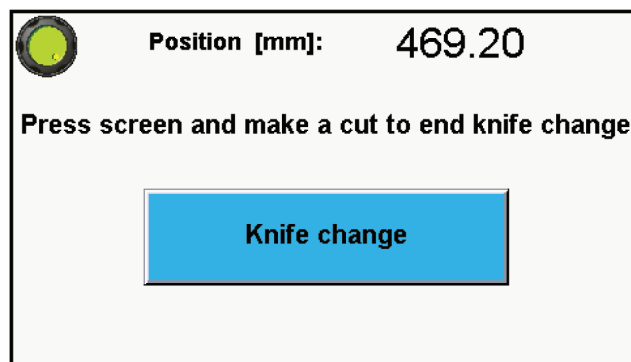 Position [mm]: 469.20
Press screen and make a cut to end knife change
Knife change